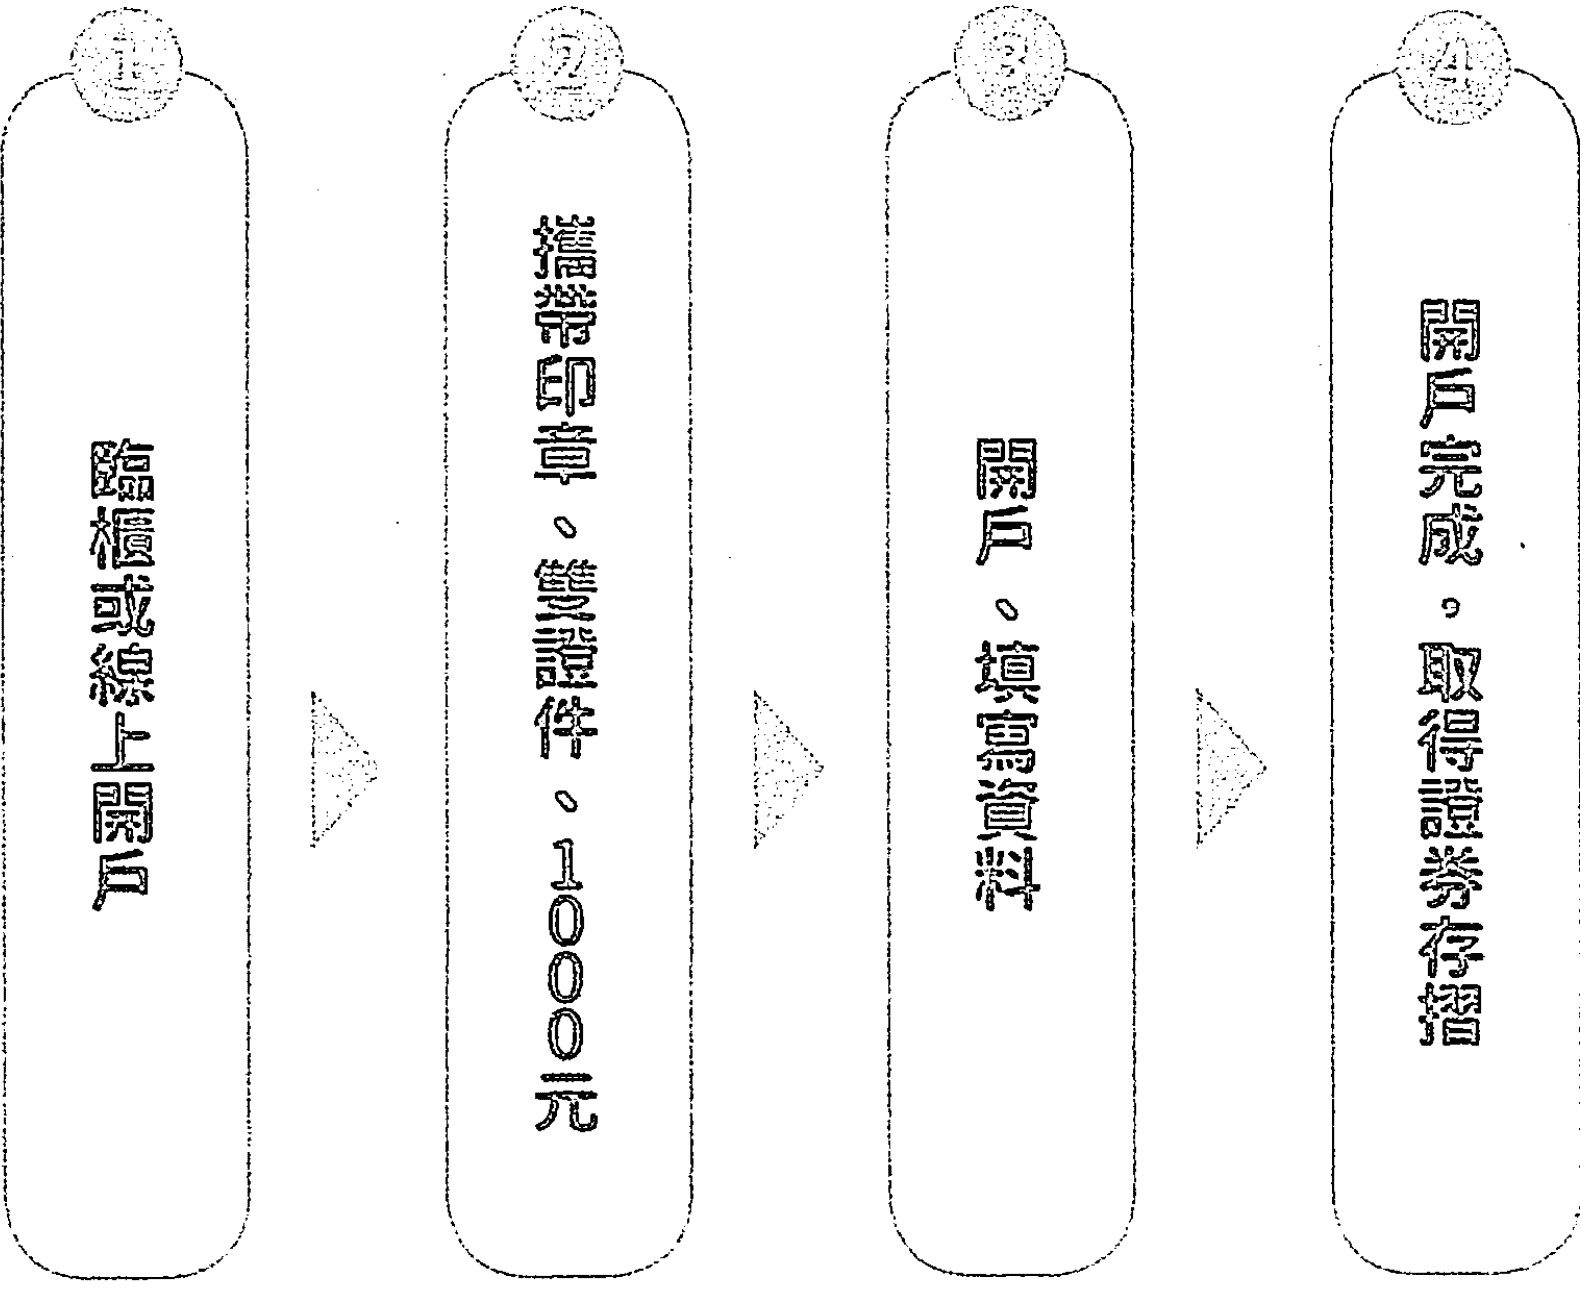 1
臨櫃或線上開戶
2
攜帶印章、雙證件、1000元
3
開戶、填寫資料
4
開戶完成，取得證券存摺